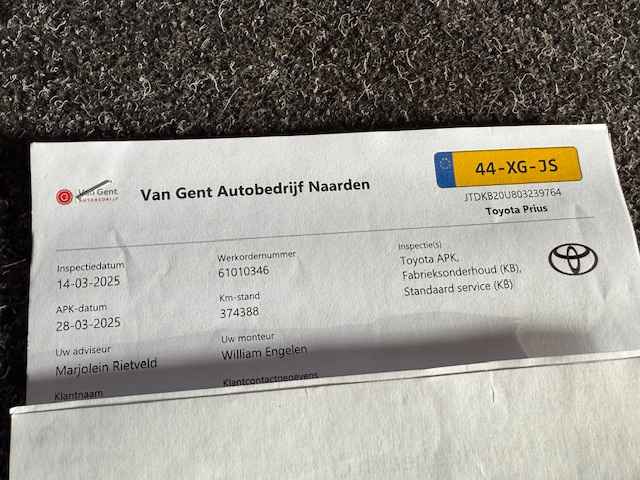 Van Gent
AUTOBEDRIJF
Van Gent Autobedrijf Naarden
44-XG-JS
JTDKB20U803239764
Toyota Prius
Inspectiedatum
14-03-2025
Werkordernummer
61010346
Inspectie(s)
Toyota APK,
Fabrieksonderhoud (KB),
Standaard service (KB)
APK-datum
28-03-2025
Km-stand
374388
Uw adviseur
Marjolein Rietveld
Uw monteur
William Engelen
Klantnaam
Klantcontactgegevens